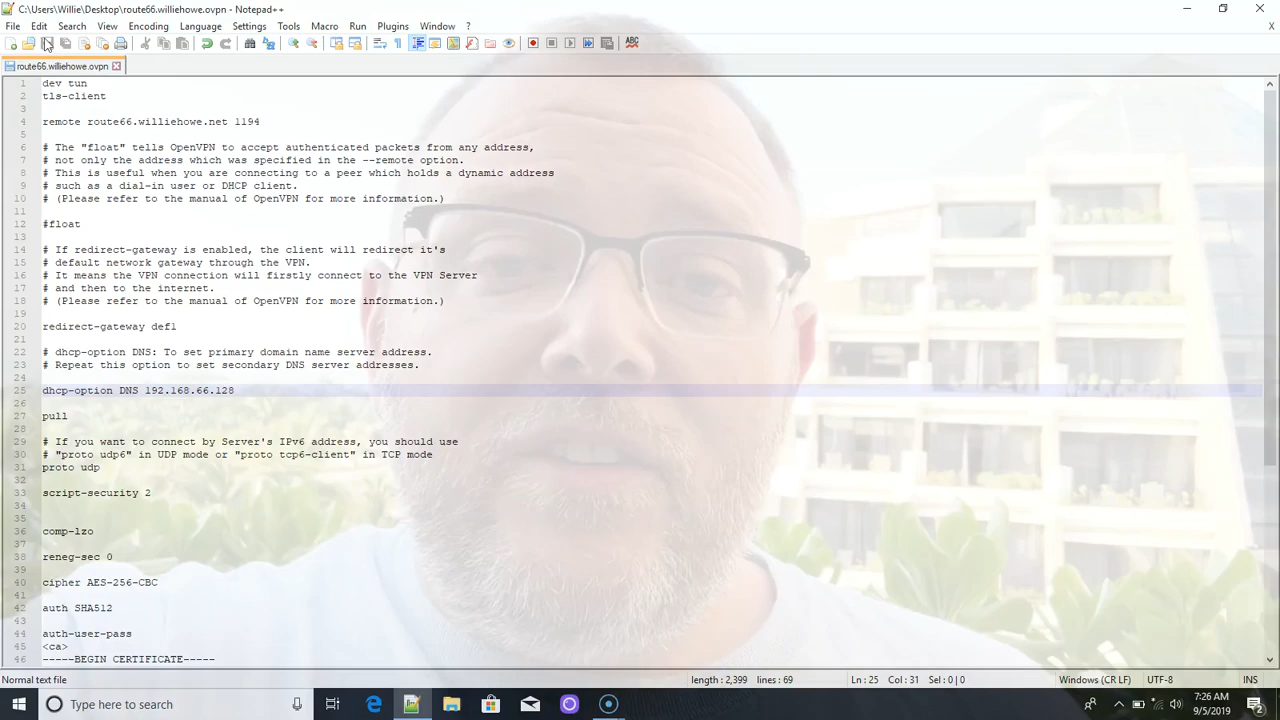 C:\Users\Willie\Desktop\route66.williehowe.ovpn - Notepad++
File Edit Search View Encoding Language Settings Tools Macro Run Plugins Window ? X
ABC
route66.williehowe.ovpn
1 dev tun
2 tls-client
3
4 remote route66.williehowe.net 1194
5
6 # The "float" tells OpenVPN to accept authenticated packets from any address,
7 # not only the address which was specified in the --remote option.
8 # This is useful when you are connecting to a peer which holds a dynamic address
9 # such as a dial-in user or DHCP client.
10 # (Please refer to the manual of OpenVPN for more information.)
11
12 #float
13
14 # If redirect-gateway is enabled, the client will redirect it's
15 # default network gateway through the VPN.
16 # It means the VPN connection will firstly connect to the VPN Server
17 # and then to the internet.
18 # (Please refer to the manual of OpenVPN for more information.)
19
20 redirect-gateway def1
21
22 # dhcp-option DNS: To set primary domain name server address.
23 # Repeat this option to set secondary DNS server addresses.
24
25 dhcp-option DNS 192.168.66.128
26
27 pull
28
29 # If you want to connect by Server's IPv6 address, you should use
30 # "proto udp6" in UDP mode or "proto tcp6-client" in TCP mode
31 proto udp
32
33 script-security 2
34
35
36 comp-lzo
37
38 reneg-sec 0
39
40 cipher AES-256-CBC
41
42 auth SHA512
43
44 auth-user-pass
45 <ca>
46 -----BEGIN CERTIFICATE-----
Normal text file length : 2,399 lines : 69 Ln : 25 Col : 31 Sel : 0 | 0 Windows (CR LF) UTF-8 INS
Type here to search
7:26 AM
9/5/2019
2